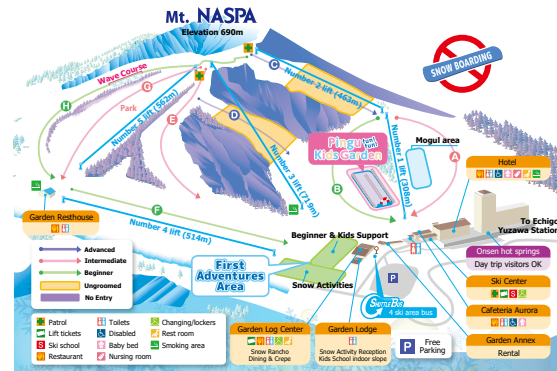 Mt. NASPA
Elevation 690m
SNOW BOARDING
Wave Course
H
G
Park
E
C
D
Number 2 lift (463m)
Number 5 lift (562m)
Number 3 lift (719m)
Number 1 lift (308m)
Pingu
Kids Garden
Mogul area
A
B
Hotel
F
Number 4 lift (514m)
Garden Resthouse
To Echigo
Yuzawa Station
Onsen hot springs
Day trip visitors OK
Beginner & Kids Support
First
Adventures
Area
Snow Activities
P
SHUTTLE BUS
4 ski area bus
Ski Center
Cafeteria Aurora
Garden Annex
Rental
Advanced
Intermediate
Beginner
Ungroomed
No Entry
Patrol
Lift tickets
Ski school
Restaurant
Toilets
Disabled
Baby bed
Nursing room
Changing/lockers
Rest room
Smoking area
Garden Log Center
Snow Rancho
Dining & Crepe
Garden Lodge
Snow Activity Reception
Kids School indoor slope
P
Free
Parking